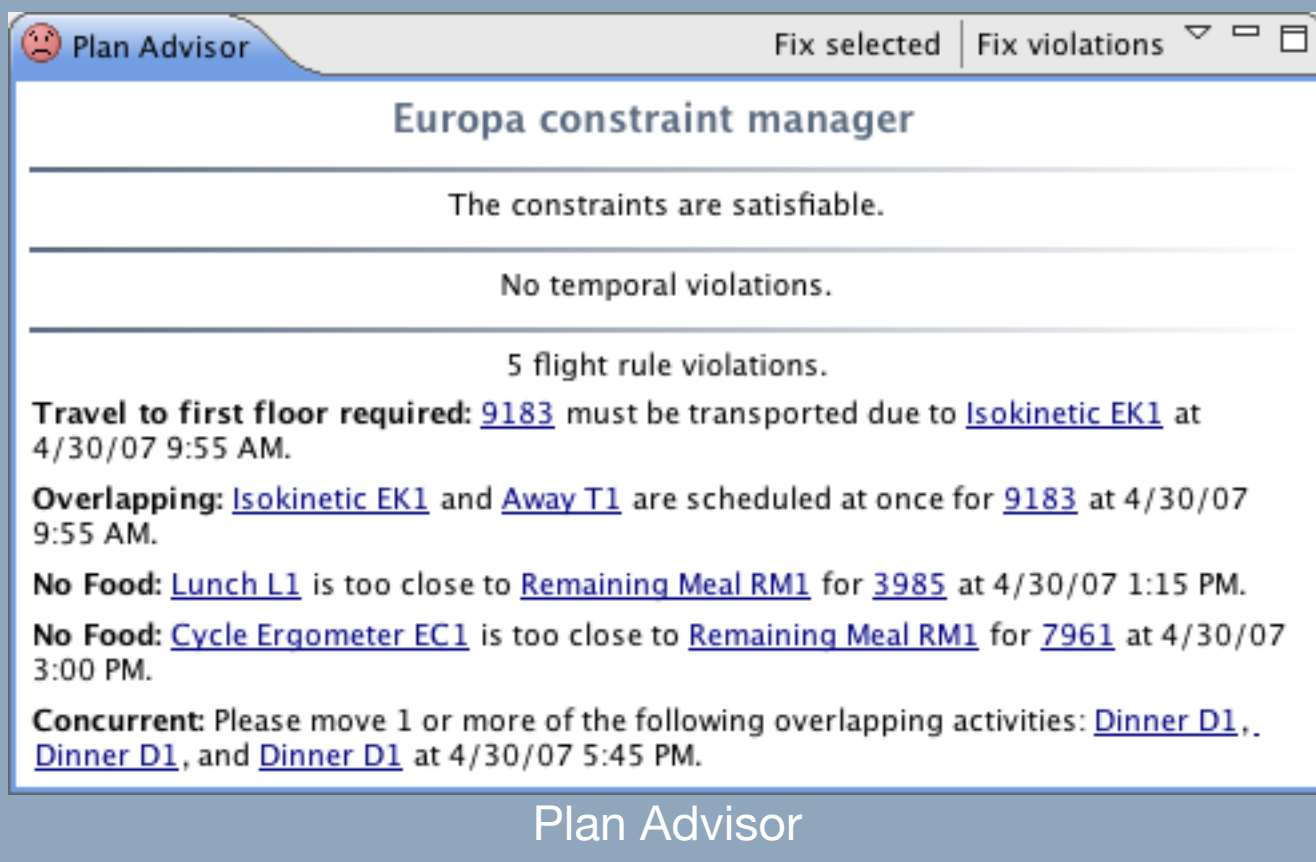 Plan Advisor
Fix selected
Fix violations
Europa constraint manager
The constraints are satisfiable.
No temporal violations.
5 flight rule violations.
Travel to first floor required: 9183 must be transported due to Isokinetic EK1 at
4/30/07 9:55 AM.
Overlapping: Isokinetic EK1 and Away T1 are scheduled at once for 9183 at 4/30/07
9:55 AM.
No Food: Lunch L1 is too close to Remaining Meal RM1 for 3985 at 4/30/07 1:15 PM.
No Food: Cycle Ergometer EC1 is too close to Remaining Meal RM1 for 7961 at 4/30/07
3:00 PM.
Concurrent: Please move 1 or more of the following overlapping activities: Dinner D1,
Dinner D1, and Dinner D1 at 4/30/07 5:45 PM.
Plan Advisor